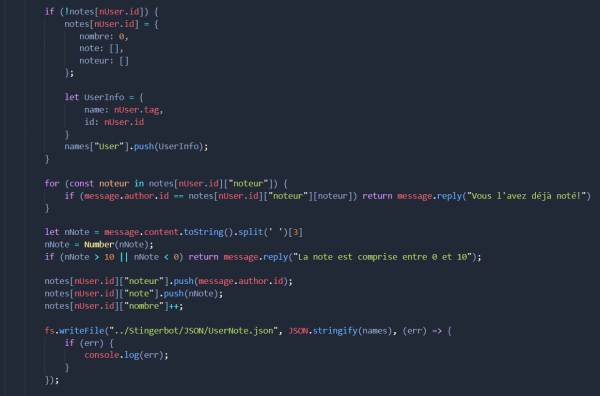 if (!notes[nUser.id]) {
notes[nUser.id] = {
nombre: 0,
note: [],
noteur: []
};
let UserInfo = {
name: nUser.tag,
id: nUser.id
}
names["User"].push(UserInfo);
}
for (const noteur in notes[nUser.id]["noteur"]) {
if (message.author.id == notes[nUser.id]["noteur"][noteur]) return message.reply("Vous l'avez déjà noté!")
}
let nNote = message.content.toString().split(' ')[3]
nNote = Number(nNote);
if (nNote > 10 || nNote < 0) return message.reply("La note est comprise entre 0 et 10");
notes[nUser.id]["noteur"].push(message.author.id);
notes[nUser.id]["note"].push(nNote);
notes[nUser.id]["nombre"]++;
fs.writeFile("../Stingerbot/JSON/UserNote.json", JSON.stringify(names), (err) => {
if (err) {
console.log(err);
}
});